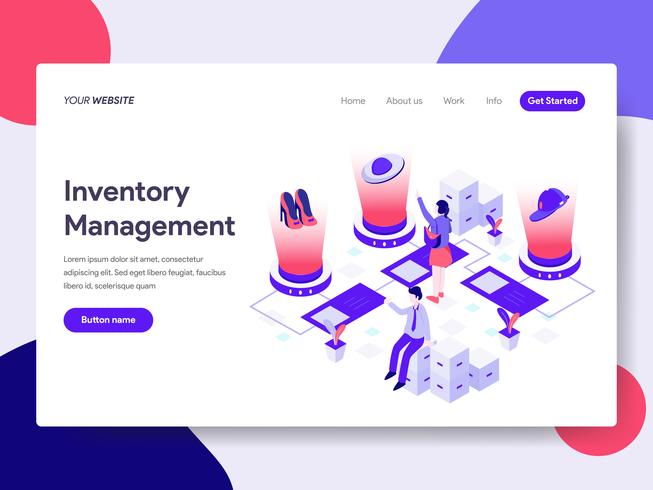 YOUR WEBSITE
Home About us Work Info Get Started
Inventory
Management
Lorem ipsum dolor sit amet, consectetur
adipiscing elit. Sed eget libero feugiat, faucibus
libero id, scelerisque quam
Button name